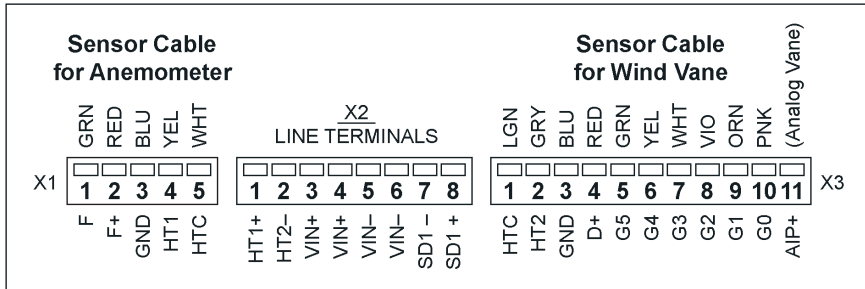 Sensor Cable
for Anemometer
Sensor Cable
for Wind Vane
GRN RED BLU YEL WHT
X2
LINE TERMINALS
LGN GRY BLU RED GRN YEL WHT VIO ORN PNK (Analog Vane)
X1 1 2 3 4 5
1 2 3 4 5 6 7 8
1 2 3 4 5 6 7 8 9 10 11 X3
F F+ GND HT1 HTC
HT1+ HT2– VIN+ VIN+ VIN– VIN– SD1 – SD1 +
HTC HT2 GND D+ G5 G4 G3 G2 G1 G0 AIP+